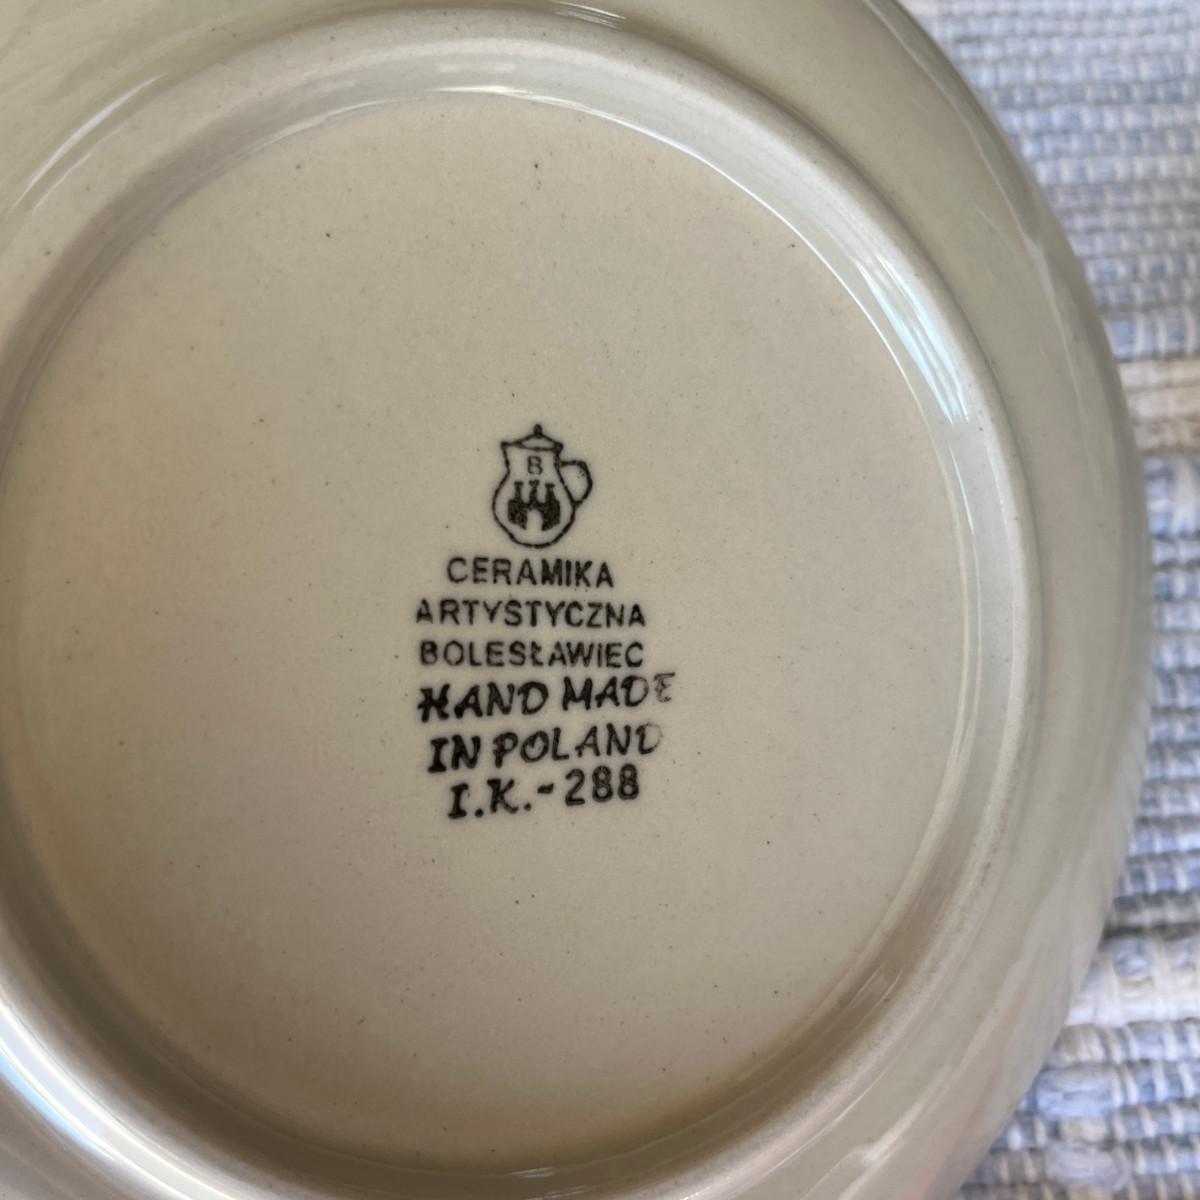 B
CERAMIKA
ARTYSTYCZNA
BOLESŁAWIEC
HAND MADE
IN POLAND
I.K.-288